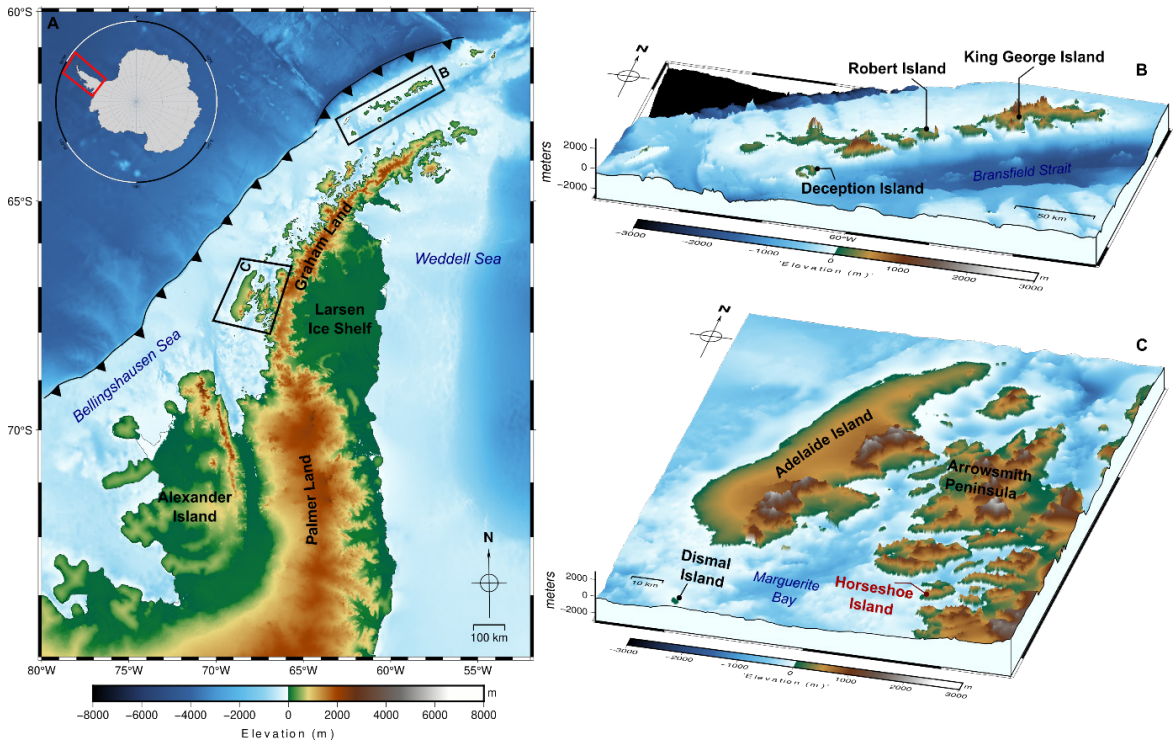 A
60°S
65°S
70°S
B
C
Graham Land
Weddell Sea
Larsen
Ice Shelf
Bellingshausen Sea
Alexander
Island
Palmer Land
N
100 km
80°W
70°W
65°W
60°W
55°W
m
−8000
−6000
−4000
−2000
0
2000
4000
6000
8000
Elevation (m)
N
B
King George Island
Robert Island
Deception Island
Bransfield Strait
meters
2000
0
−2000
50 km
60°W
−3000
−2000
−1000
0
1000
2000
3000
m
'Elevation (m)'
N
C
Adelaide Island
Arrowsmith
Peninsula
Dismal
Island
Marguerite
Bay
Horseshoe
Island
10 km
meters
2000
0
−2000
−3000
−2000
−1000
0
1000
2000
3000
m
'Elevation (m)'